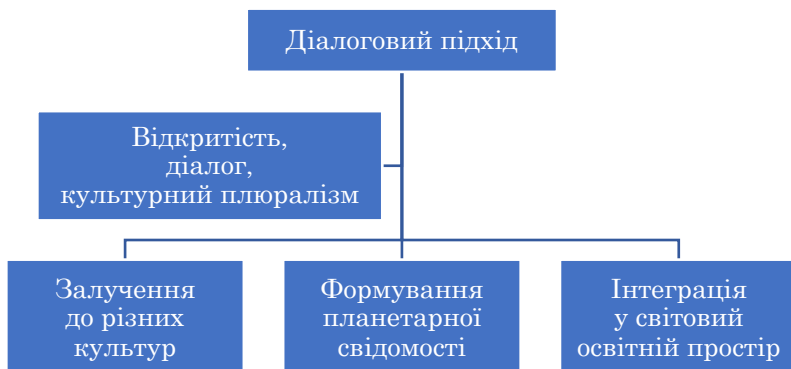 Діалоговий підхід
Відкритість,
діалог,
культурний плюралізм
Залучення
до різних
культур
Формування
планетарної
свідомості
Інтеграція
у світовий
освітній простір